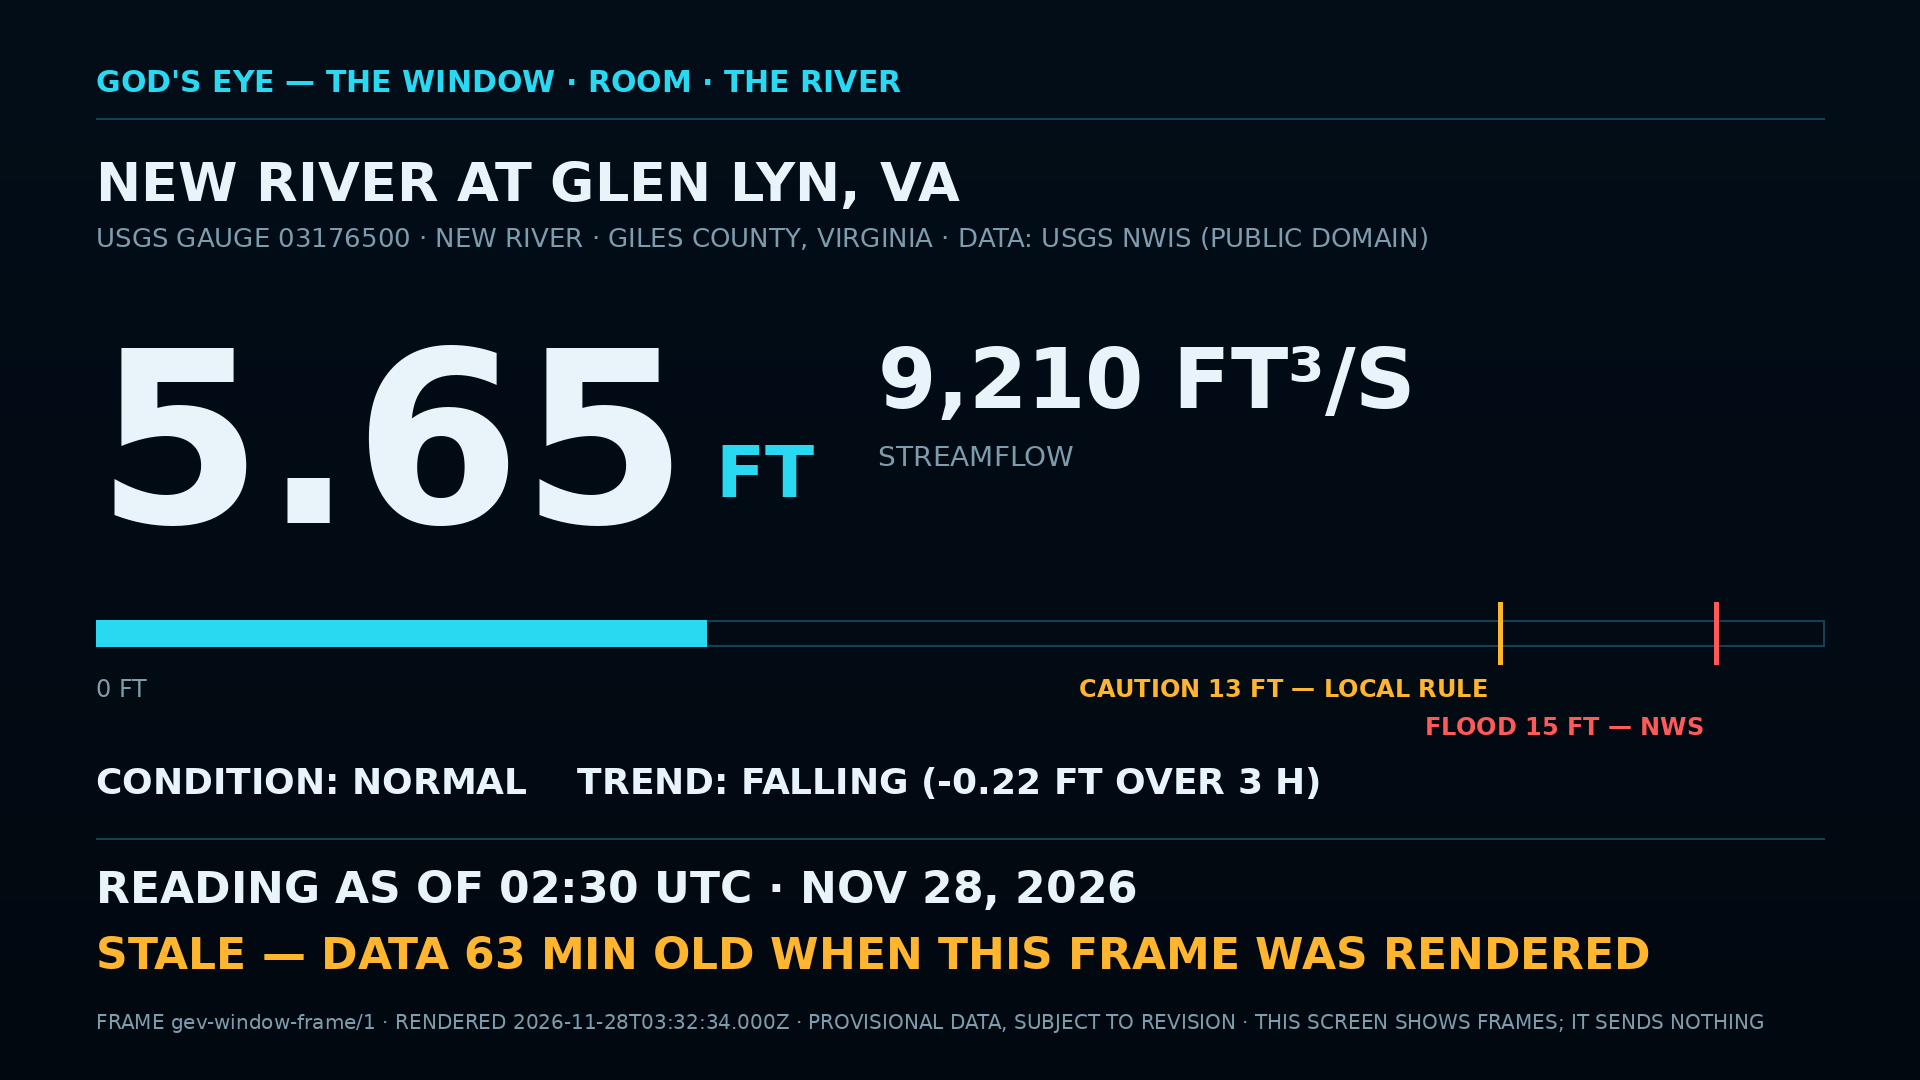 GOD'S EYE — THE WINDOW · ROOM · THE RIVER
NEW RIVER AT GLEN LYN, VA
USGS GAUGE 03176500 · NEW RIVER · GILES COUNTY, VIRGINIA · DATA: USGS NWIS (PUBLIC DOMAIN)
5.65 FT
9,210 FT³/S
STREAMFLOW
0 FT
CAUTION 13 FT — LOCAL RULE
FLOOD 15 FT — NWS
CONDITION: NORMAL TREND: FALLING (-0.22 FT OVER 3 H)
READING AS OF 02:30 UTC · NOV 28, 2026
STALE — DATA 63 MIN OLD WHEN THIS FRAME WAS RENDERED
FRAME gev-window-frame/1 · RENDERED 2026-11-28T03:32:34.000Z · PROVISIONAL DATA, SUBJECT TO REVISION · THIS SCREEN SHOWS FRAMES; IT SENDS NOTHING